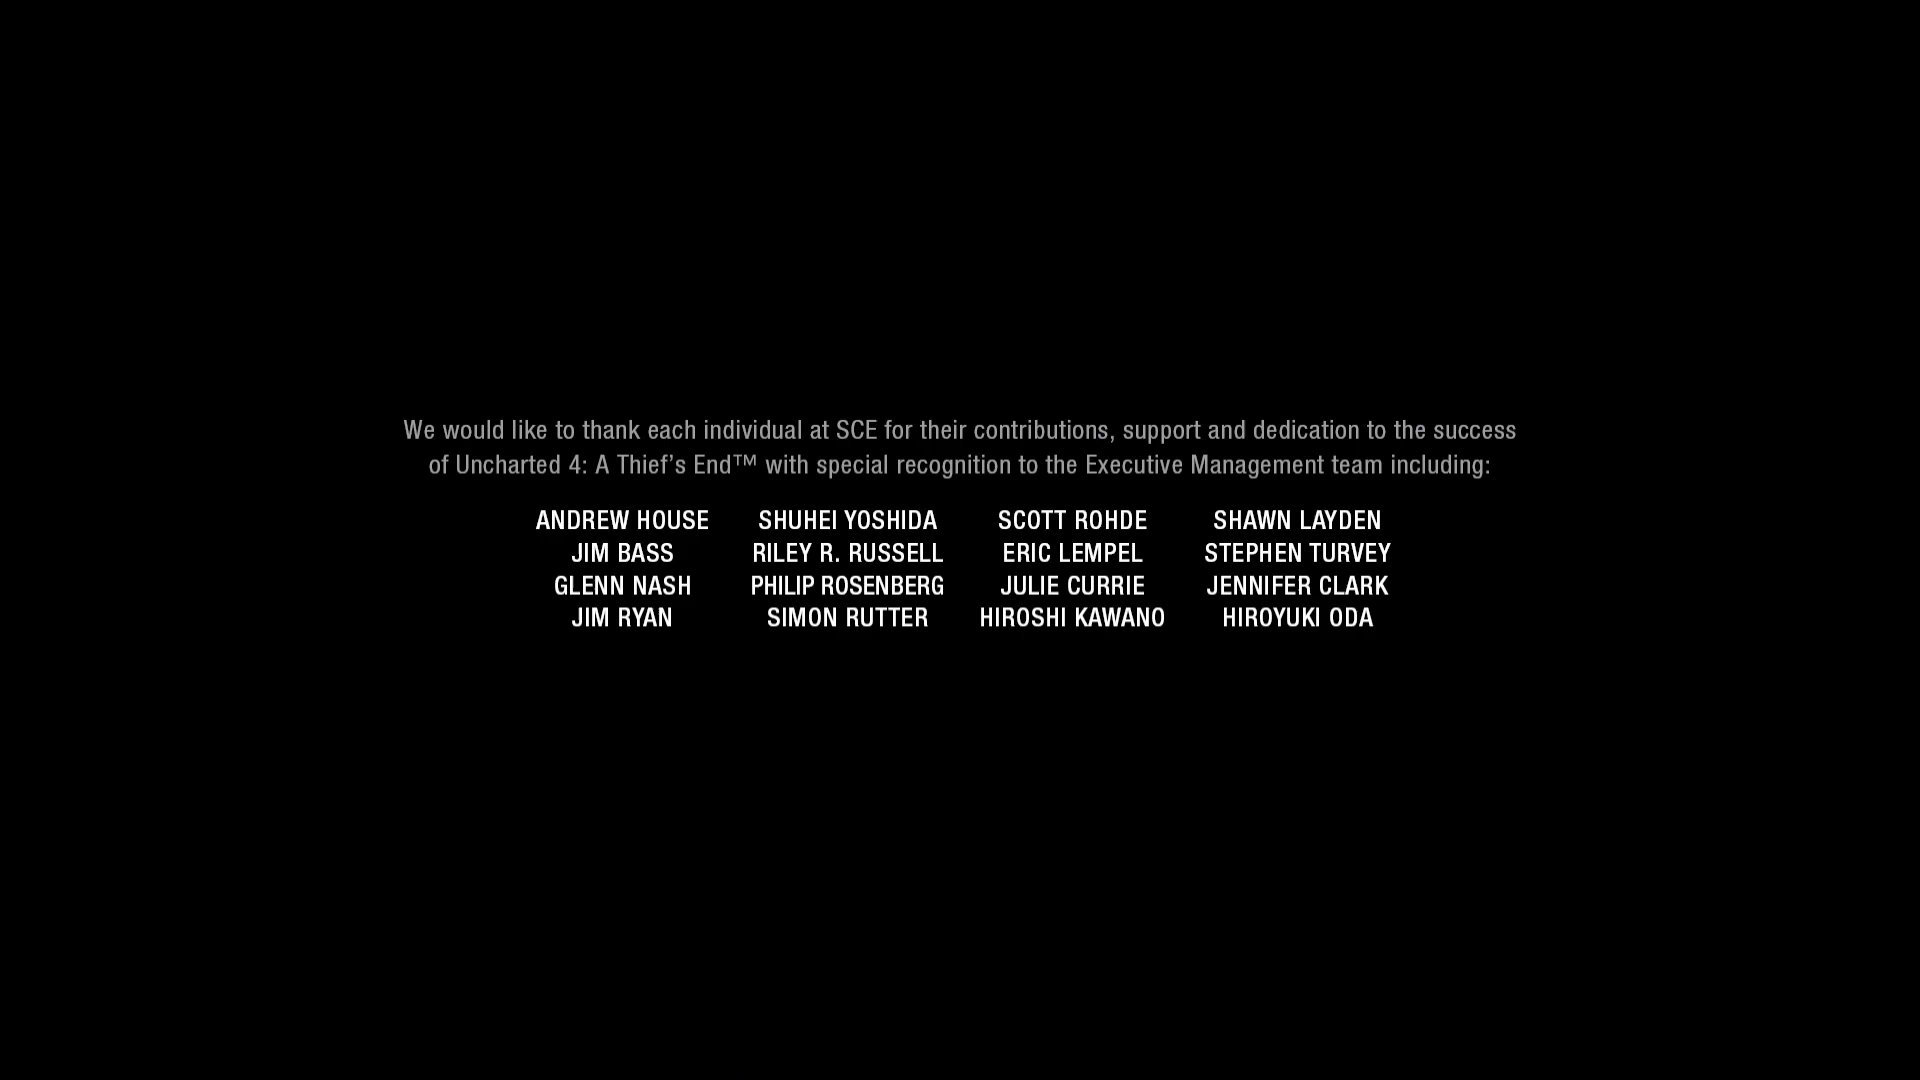 We would like to thank each individual at SCE for their contributions, support and dedication to the success
of Uncharted 4: A Thief’s End™ with special recognition to the Executive Management team including:
ANDREW HOUSE SHUHEI YOSHIDA SCOTT ROHDE SHAWN LAYDEN
JIM BASS RILEY R. RUSSELL ERIC LEMPEL STEPHEN TURVEY
GLENN NASH PHILIP ROSENBERG JULIE CURRIE JENNIFER CLARK
JIM RYAN SIMON RUTTER HIROSHI KAWANO HIROYUKI ODA